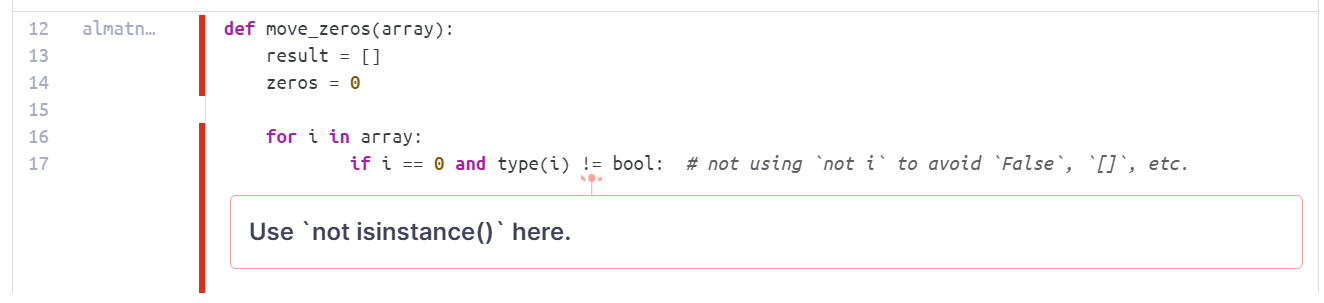 12 almatn… def move_zeros(array):
13 result = []
14 zeros = 0
15
16 for i in array:
17 if i == 0 and type(i) != bool: # not using `not i` to avoid `False`, `[]`, etc.
Use `not isinstance()` here.